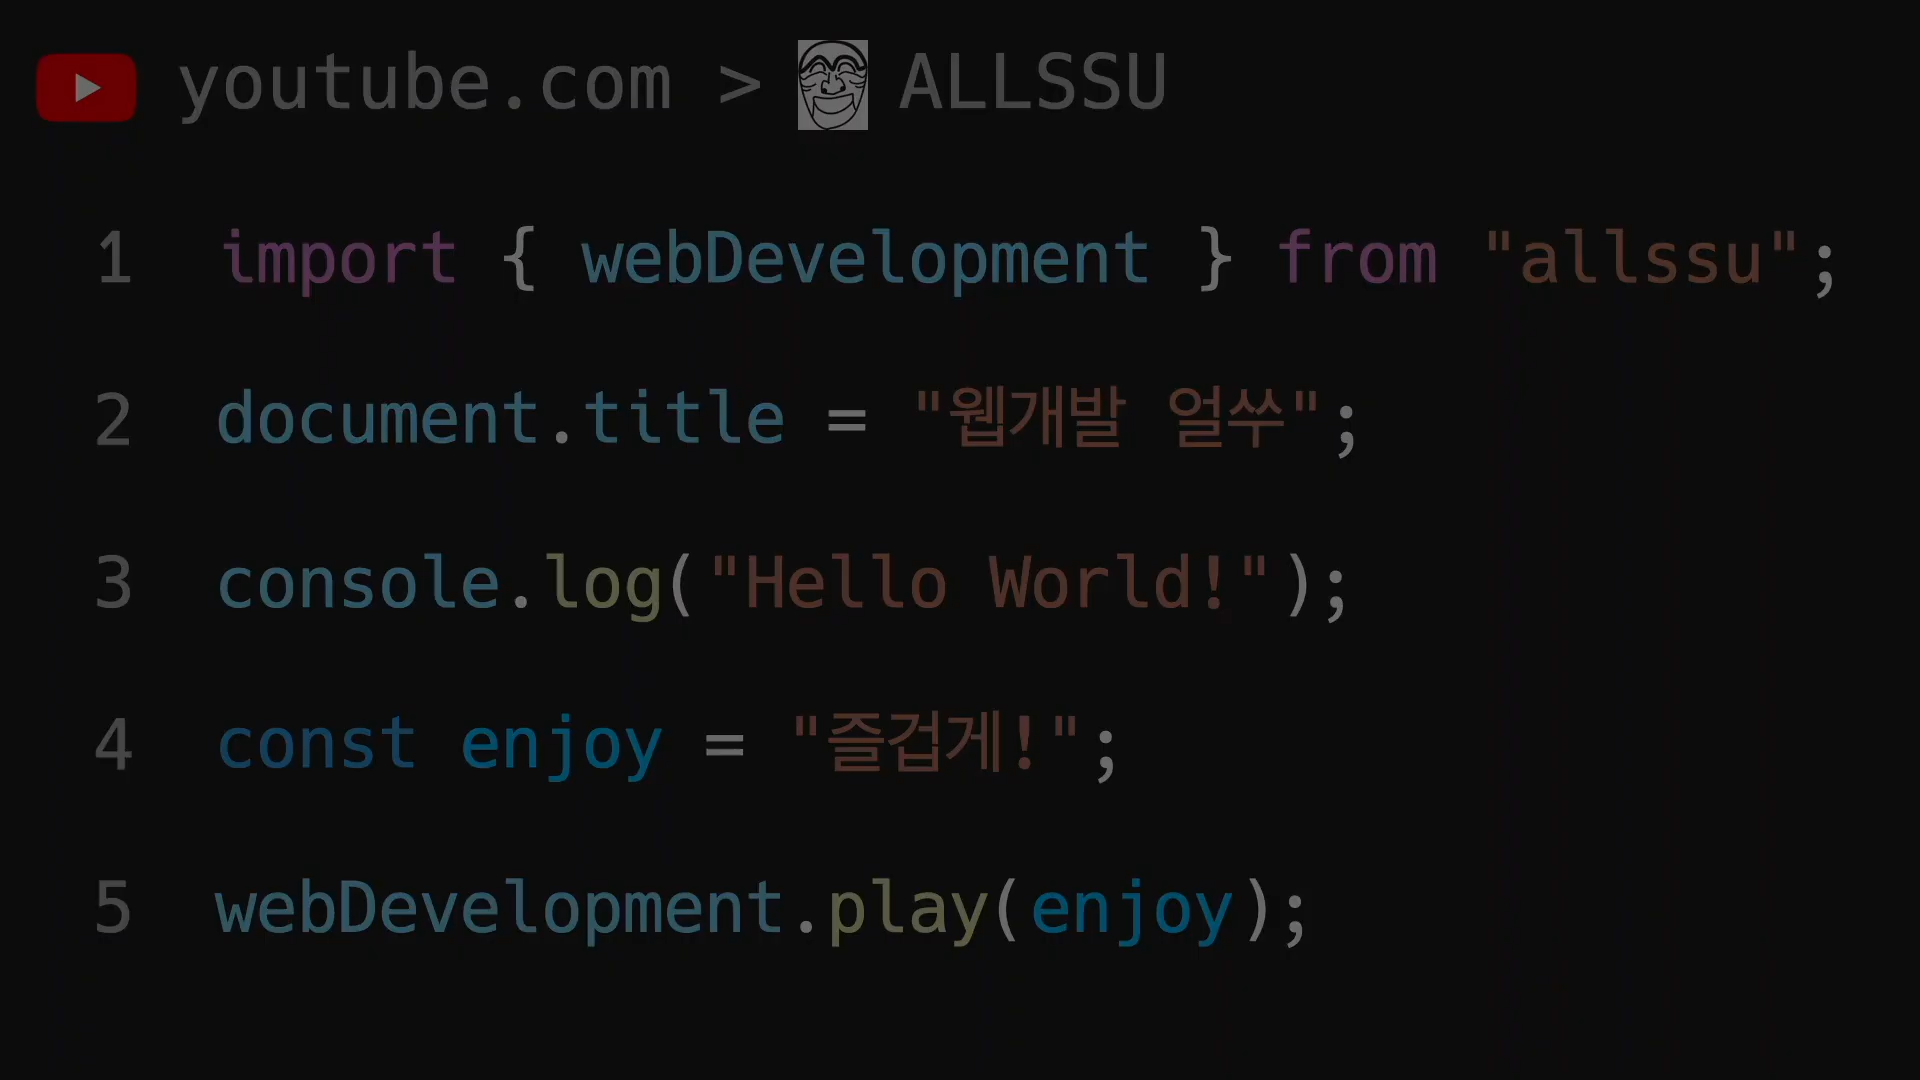 youtube.com > ALLSSU
1 import { webDevelopment } from "allssu";
2 document.title = "웹개발 얼쑤";
3 console.log("Hello World!");
4 const enjoy = "즐겁게!";
5 webDevelopment.play(enjoy);